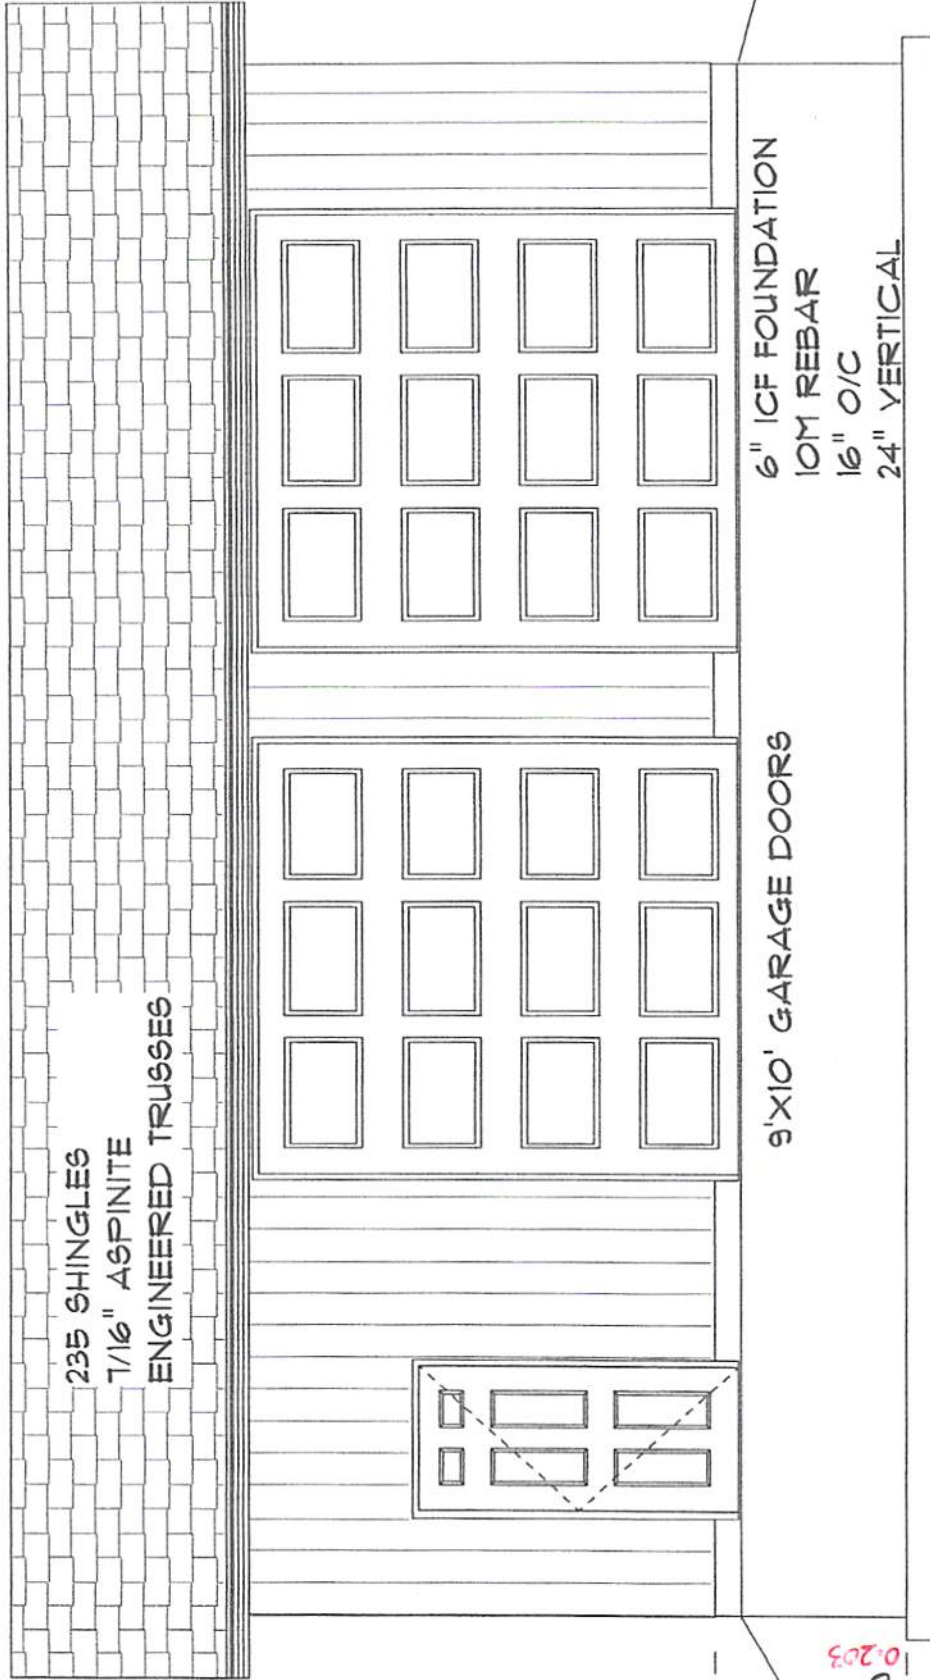 235 SHINGLES
7/16" ASPINITE
ENGINEERED TRUSSES
9'X10' GARAGE DOORS
6" ICF FOUNDATION
10M REBAR
16" O/C
24" VERTICAL
0.203